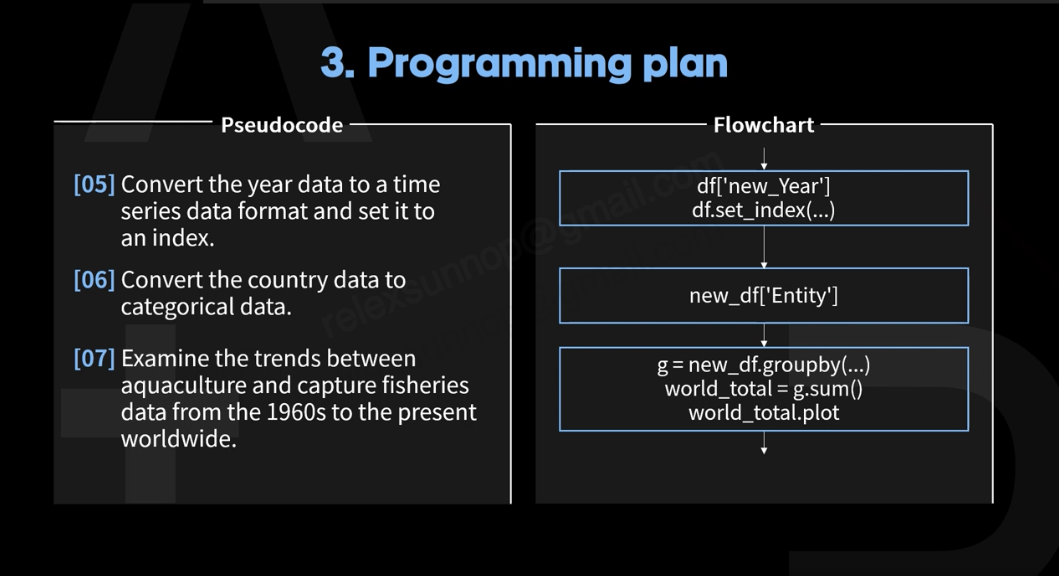 3. Programming plan
Pseudocode
[05] Convert the year data to a time
series data format and set it to
an index.
[06] Convert the country data to
categorical data.
[07] Examine the trends between
aquaculture and capture fisheries
data from the 1960s to the present
worldwide.
Flowchart
df['new_Year']
df.set_index(...)
new_df['Entity']
g = new_df.groupby(...)
world_total = g.sum()
world_total.plot
relexsunnop@gmail.com